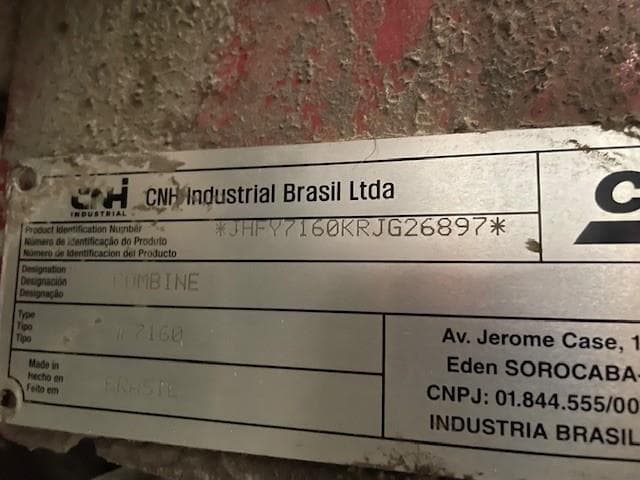 CNH
INDUSTRIAL
CNH Industrial Brasil Ltda
Product Identification Number
Número de identificação do Produto
Número de Identificacion del Producto
*JHFY7160KRJG26897*
Designation
Designación
Designação
COMBINE
Type
Tipo
Tipo
7160
Made in
Hecho en
Feito em
BRASIL
Av. Jerome Case, 1
Eden SOROCABA-
CNPJ: 01.844.555/00
INDUSTRIA BRASIL